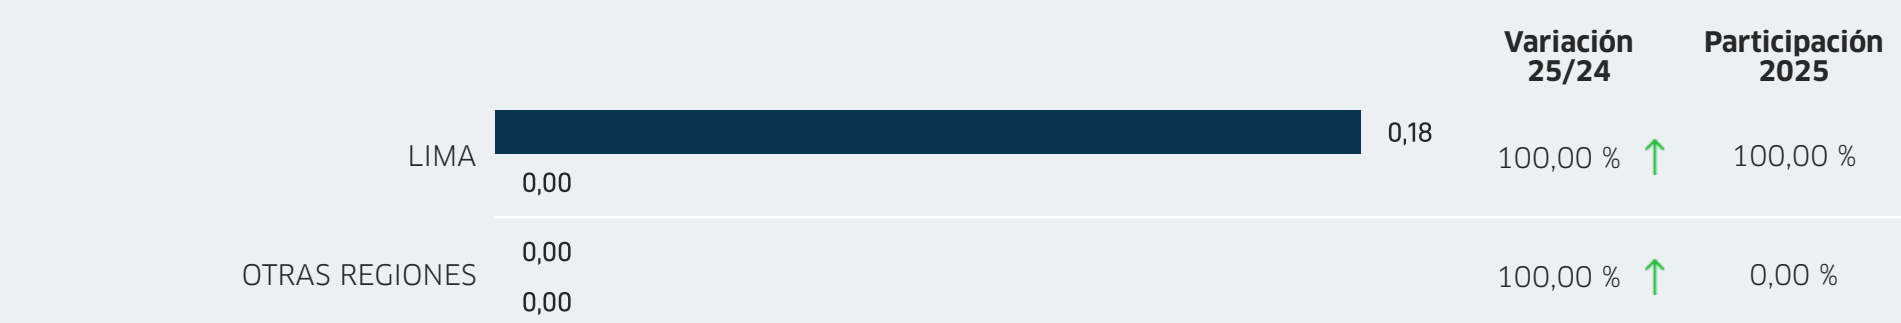 Variación
25/24
Participación
2025
LIMA
0,18
0,00
100,00 %
100,00 %
OTRAS REGIONES
0,00
0,00
100,00 %
0,00 %